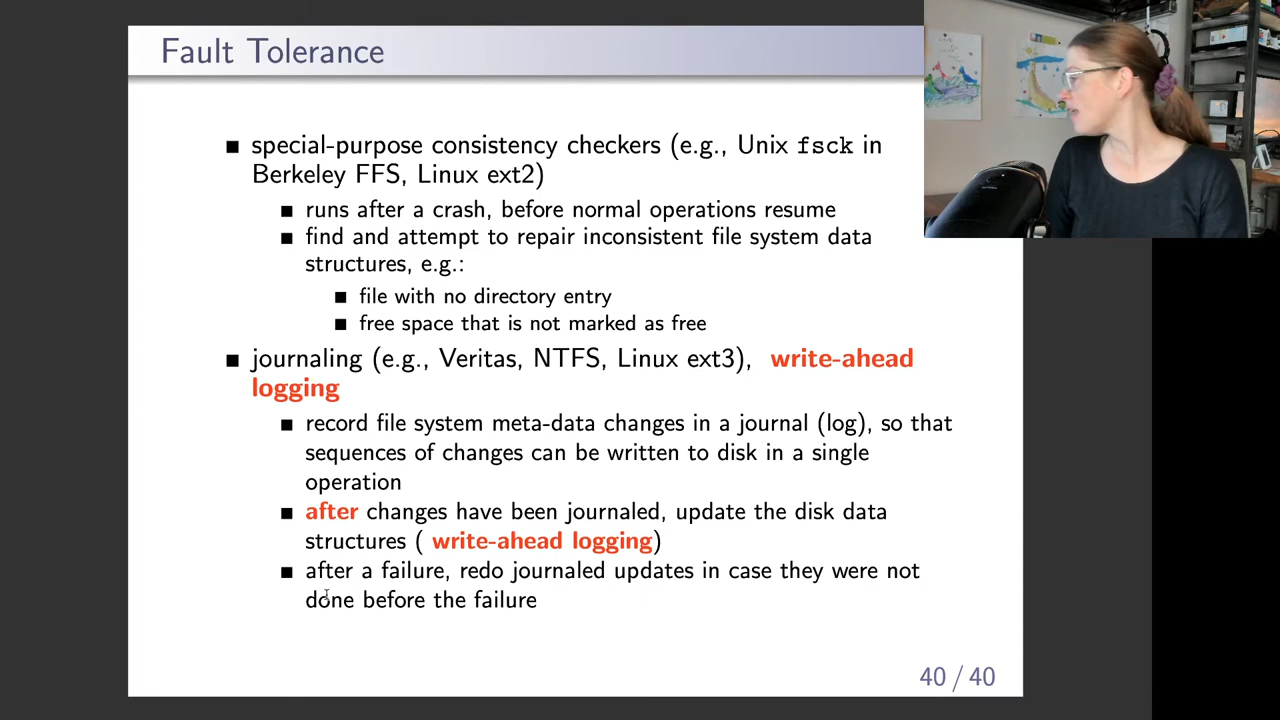 Fault Tolerance
■ special-purpose consistency checkers (e.g., Unix fsck in
Berkeley FFS, Linux ext2)
■ runs after a crash, before normal operations resume
■ find and attempt to repair inconsistent file system data
structures, e.g.:
■ file with no directory entry
■ free space that is not marked as free
■ journaling (e.g., Veritas, NTFS, Linux ext3), write-ahead
logging
■ record file system meta-data changes in a journal (log), so that
sequences of changes can be written to disk in a single
operation
■ after changes have been journaled, update the disk data
structures ( write-ahead logging)
■ after a failure, redo journaled updates in case they were not
done before the failure
40 / 40